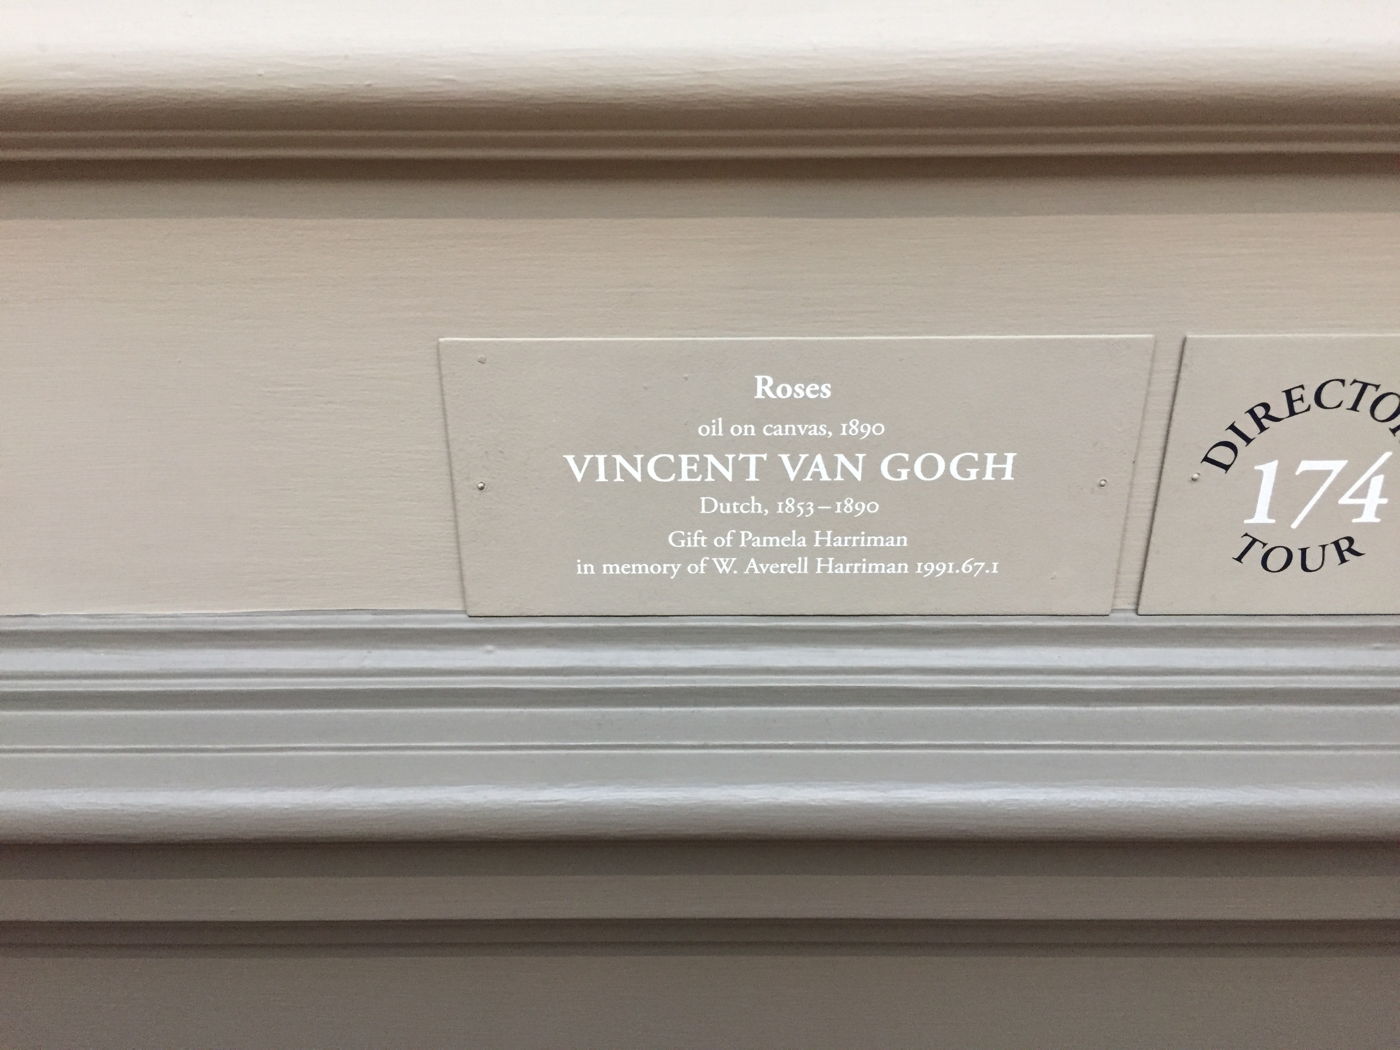 Roses
oil on canvas, 1890
VINCENT VAN GOGH
Dutch, 1853–1890
Gift of Pamela Harriman
in memory of W. Averell Harriman 1991.67.1
174
TOUR